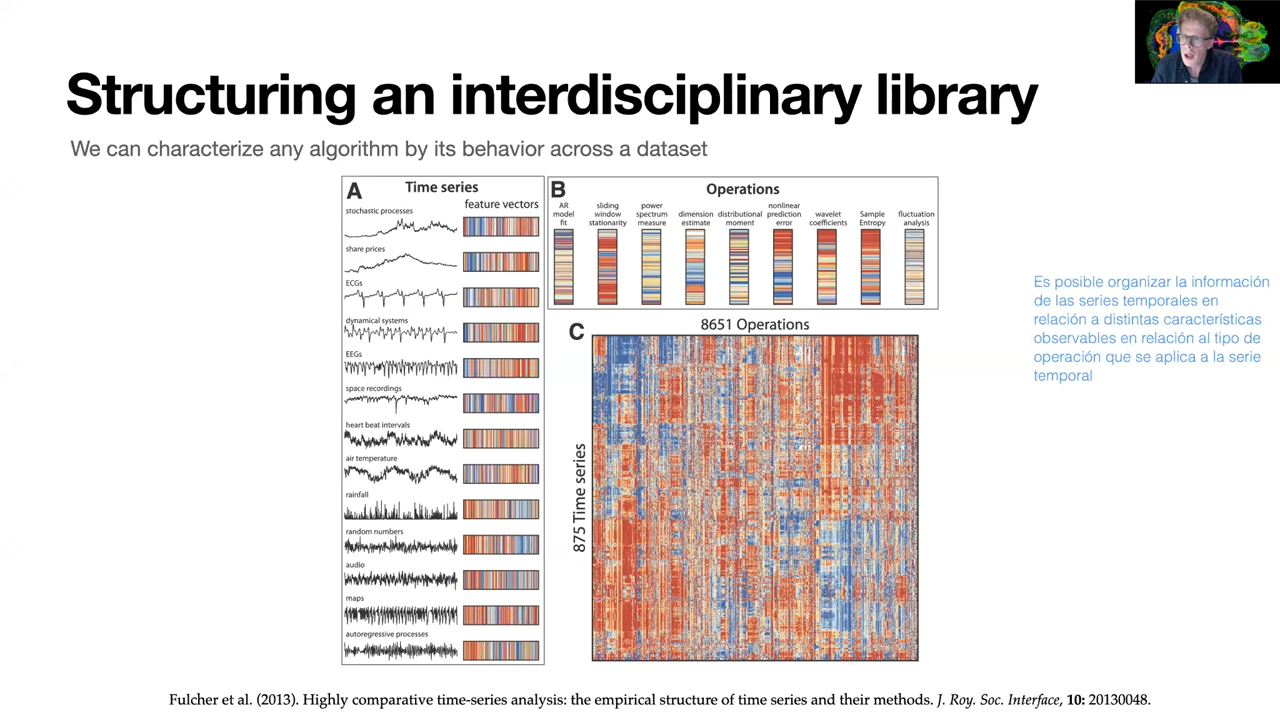 Structuring an interdisciplinary library
We can characterize any algorithm by its behavior across a dataset
A
Time series
feature vectors
stochastic processes
share prices
ECGs
dynamical systems
EEGs
space recordings
heart beat intervals
air temperature
rainfall
random numbers
audio
maps
autoregressive processes
B
Operations
AR
model
fit
sliding
window
stationarity
power
spectrum
measure
dimension
estimate
distributional
moment
nonlinear
prediction
error
wavelet
coefficients
Sample
Entropy
fluctuation
analysis
C
8651 Operations
875 Time series
Es posible organizar la información
de las series temporales en
relación a distintas características
observables en relación al tipo de
operación que se aplica a la serie
temporal
Fulcher et al. (2013). Highly comparative time-series analysis: the empirical structure of time series and their methods. J. Roy. Soc. Interface, 10: 20130048.